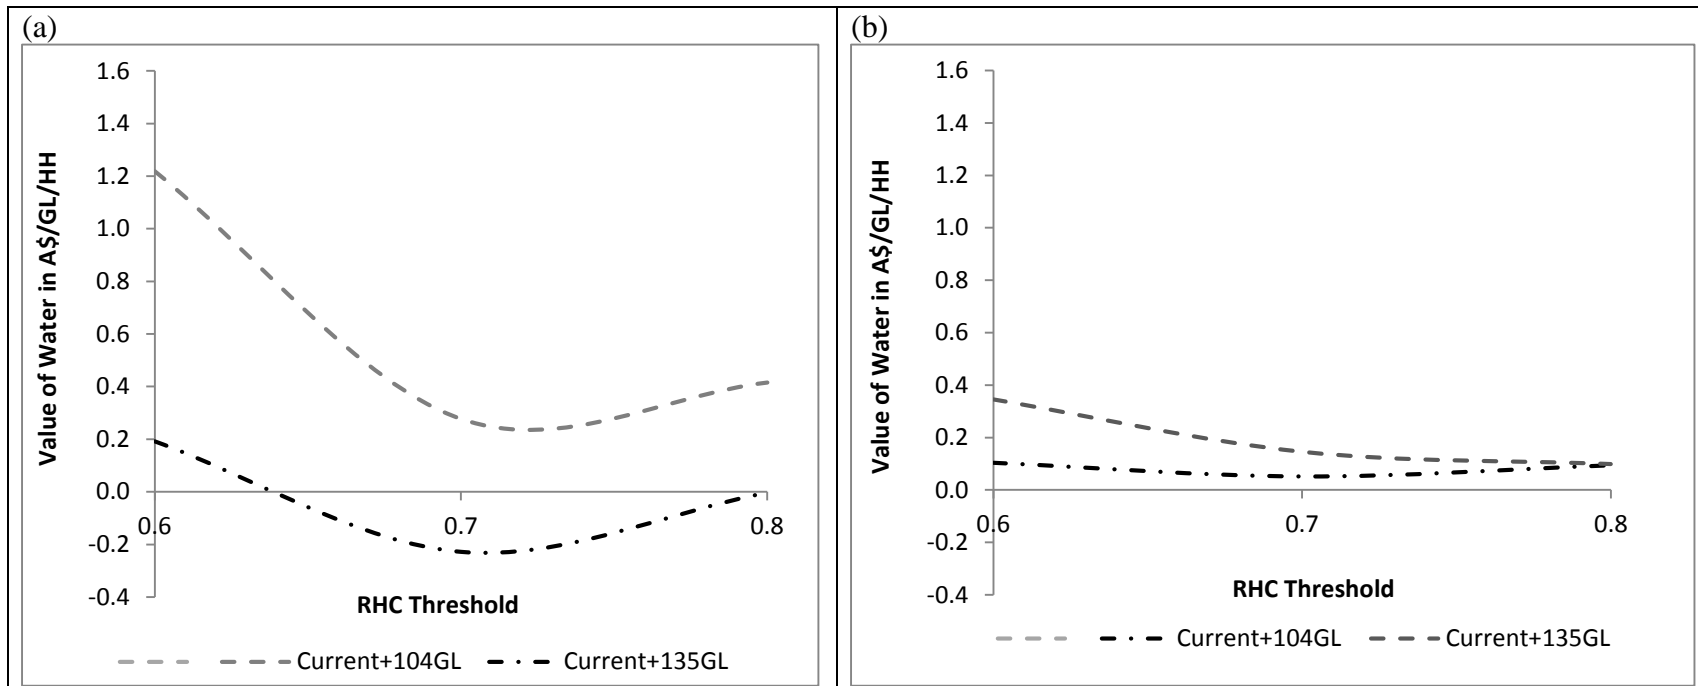 (a)
1.6
1.4
1.2
1.0
0.8
0.6
0.4
0.2
0.0
-0.2
-0.4
0.6
0.7
0.8
Value of Water in A$/GL/HH
RHC Threshold
Current+104GL
Current+135GL
(b)
1.6
1.4
1.2
1.0
0.8
0.6
0.4
0.2
0.0
-0.2
-0.4
0.6
0.7
0.8
Value of Water in A$/GL/HH
RHC Threshold
Current+104GL
Current+135GL